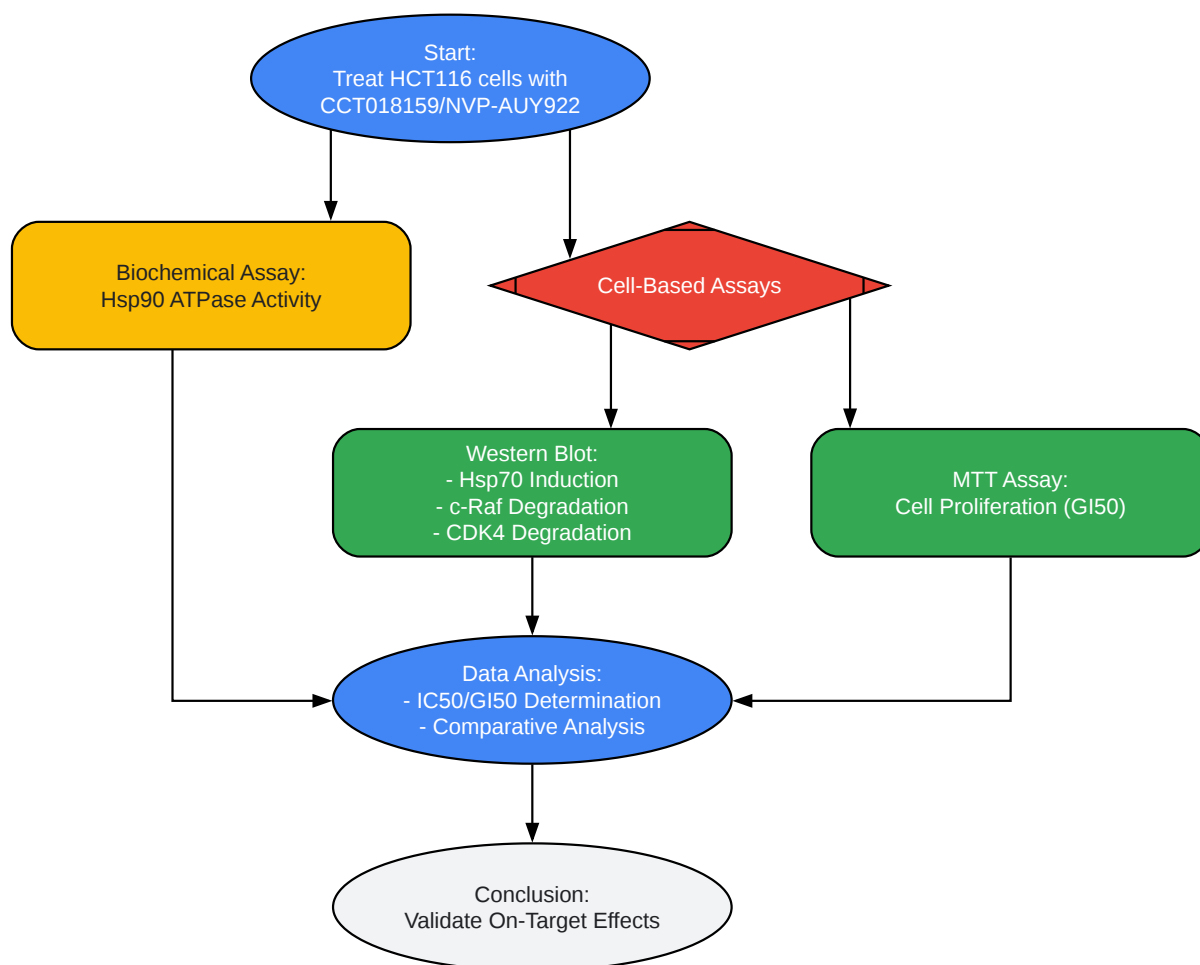 Start:
Treat HCT116 cells with
CCT018159/NVP-AUY922
Biochemical Assay:
Hsp90 ATPase Activity
Cell-Based Assays
Western Blot:
- Hsp70 Induction
- c-Raf Degradation
- CDK4 Degradation
MTT Assay:
Cell Proliferation (GI50)
Data Analysis:
- IC50/GI50 Determination
- Comparative Analysis
Conclusion:
Validate On-Target Effects